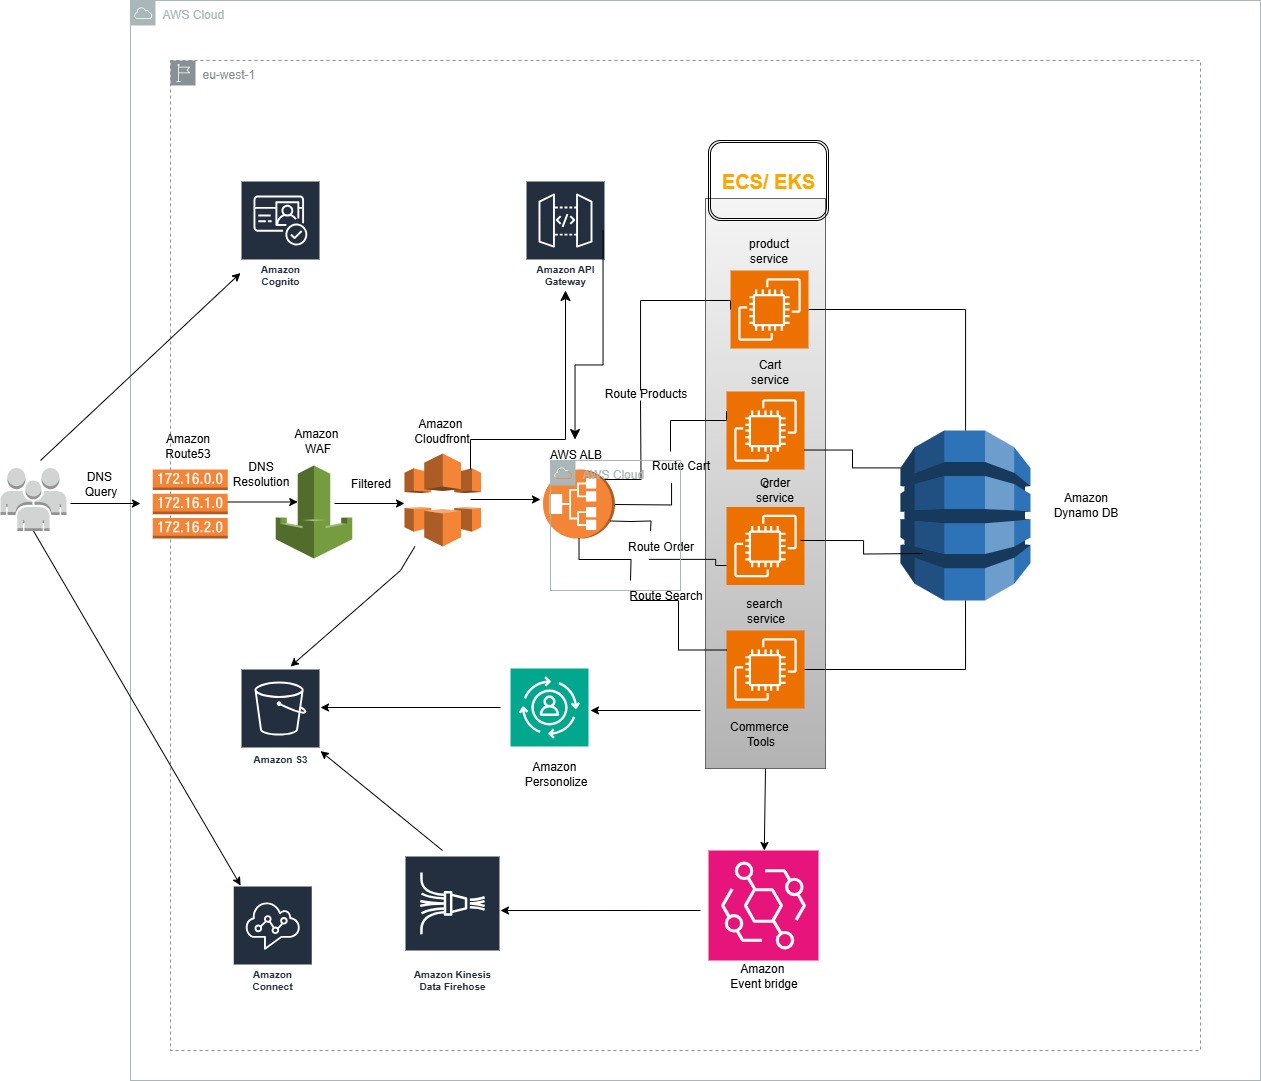 AWS Cloud
eu-west-1
ECS/ EKS
product
service
Amazon
Cognito
Amazon API
Gateway
Cart
service
Route Products
Amazon
Cloudfront
Amazon
WAF
Amazon
Route53
AWS ALB
AWS Cloud
Route Cart
DNS
Query
172.16.0.0
172.16.1.0
172.16.2.0
DNS
Resolution
Filtered
Order
service
Amazon
Dynamo DB
Route Order
Route Search
search
service
Commerce
Tools
Amazon S3
Amazon
Personolize
Amazon
Connect
Amazon Kinesis
Data Firehose
Amazon
Event bridge